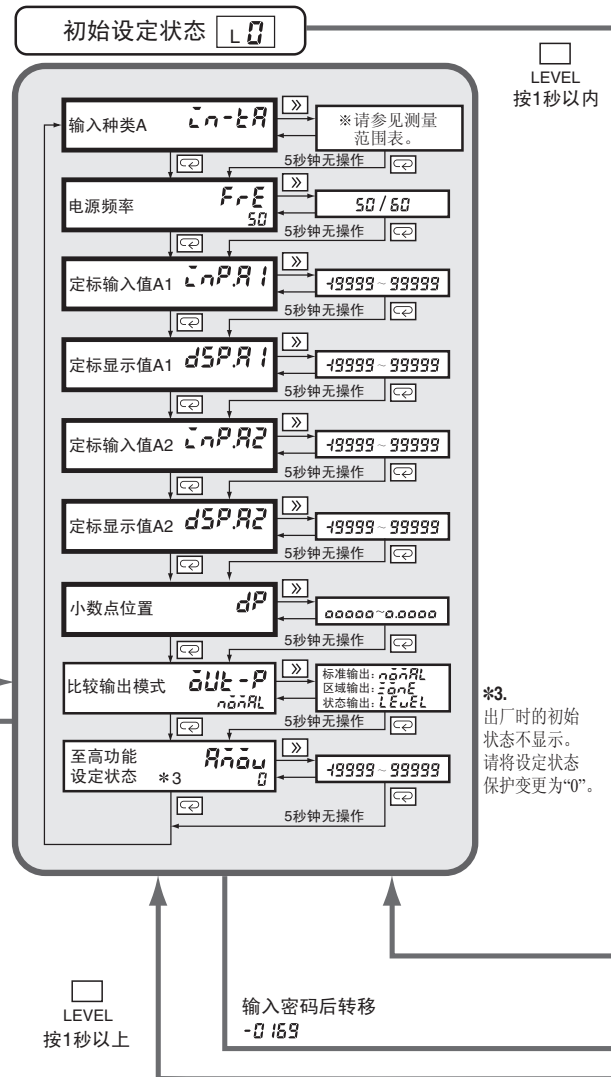 初始设定状态 L 0
LEVEL
按1秒以内
输入种类A in-tA
※请参见测量
范围表。
5秒钟无操作
电源频率 FrE
50
50/60
5秒钟无操作
定标输入值A1 inP.A1
-19999~99999
5秒钟无操作
定标显示值A1 dSP.A1
-19999~99999
5秒钟无操作
定标输入值A2 inP.A2
-19999~99999
5秒钟无操作
定标显示值A2 dSP.A2
-19999~99999
5秒钟无操作
小数点位置 dP
00000~0.0000
5秒钟无操作
比较输出模式 oUt-P
nomAL
标准输出: nomAL
区域输出: ZonE
状态输出: LEvEL
5秒钟无操作
至高功能
设定状态 *3 Amov
0
-19999~99999
5秒钟无操作
*3.
出厂时的初始
状态不显示。
请将设定状态
保护变更为“0”。
LEVEL
按1秒以上
输入密码后转移
-0169